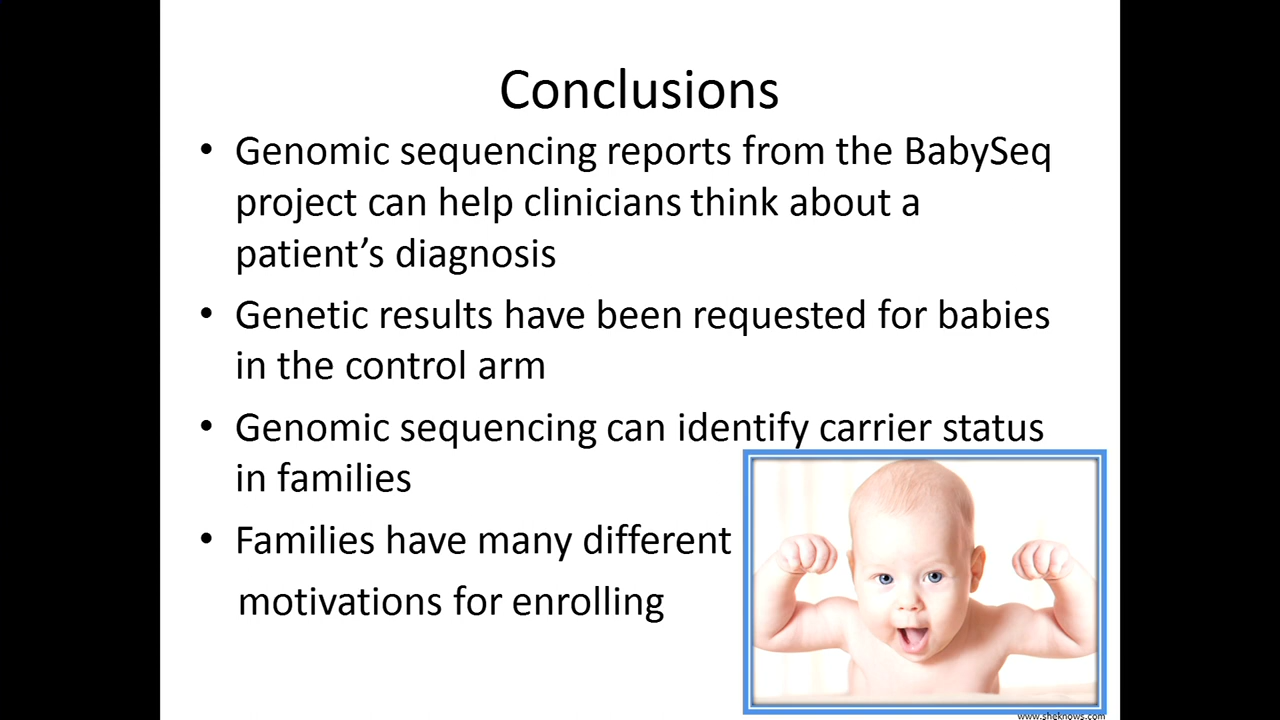 Conclusions
• Genomic sequencing reports from the BabySeq
project can help clinicians think about a
patient’s diagnosis
• Genetic results have been requested for babies
in the control arm
• Genomic sequencing can identify carrier status
in families
• Families have many different
motivations for enrolling
www.sheknows.com